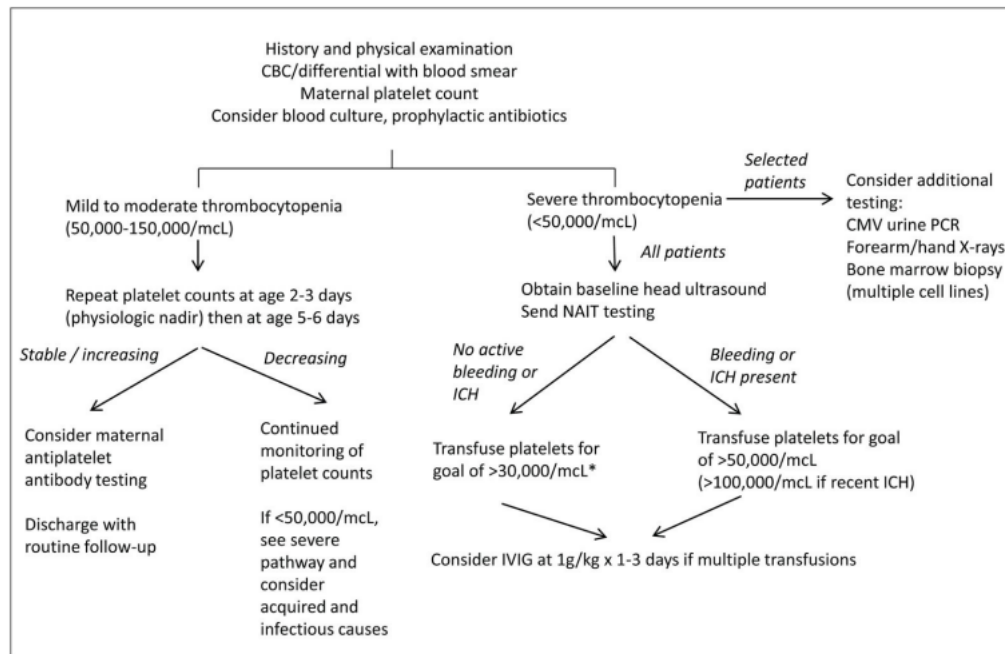 History and physical examination
CBC/differential with blood smear
Maternal platelet count
Consider blood culture, prophylactic antibiotics
Mild to moderate thrombocytopenia
(50,000-150,000/mcL)
Repeat platelet counts at age 2-3 days
(physiologic nadir) then at age 5-6 days
Stable / increasing
Decreasing
Consider maternal
antiplatelet
antibody testing
Discharge with
routine follow-up
Continued
monitoring of
platelet counts
If <50,000/mcL,
see severe
pathway and
consider
acquired and
infectious causes
Severe thrombocytopenia
(<50,000/mcL)
Selected
patients
Consider additional
testing:
CMV urine PCR
Forearm/hand X-rays
Bone marrow biopsy
(multiple cell lines)
All patients
Obtain baseline head ultrasound
Send NAIT testing
No active
bleeding or
ICH
Bleeding or
ICH present
Transfuse platelets for
goal of >30,000/mcL*
Transfuse platelets for goal
of >50,000/mcL
(>100,000/mcL if recent ICH)
Consider IVIG at 1g/kg x 1-3 days if multiple transfusions